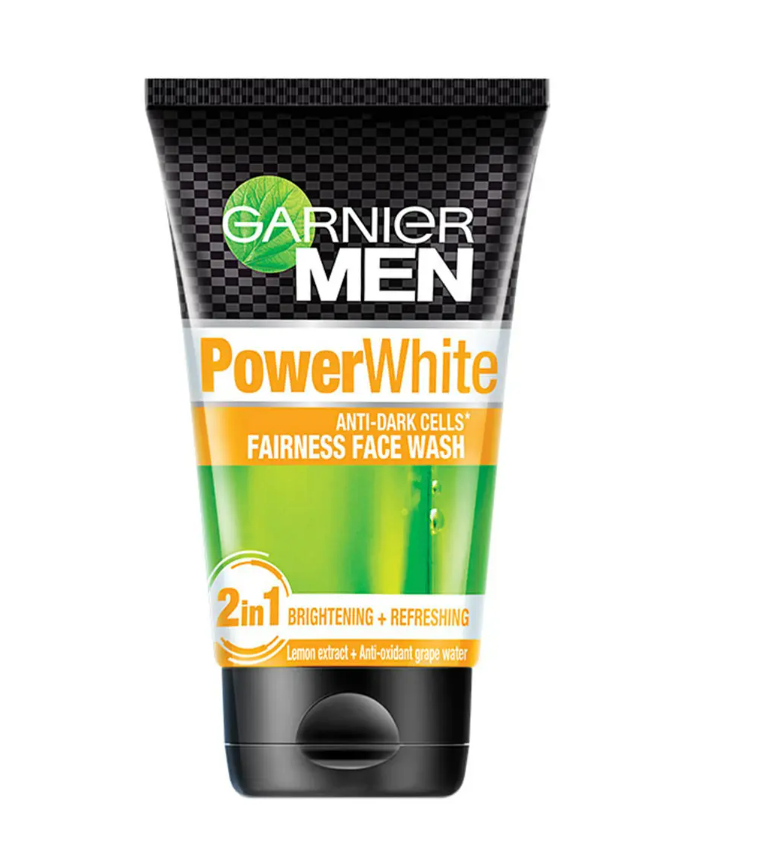 GARNIER
MEN
PowerWhite
ANTI-DARK CELLS*
FAIRNESS FACE WASH
2in1 BRIGHTENING + REFRESHING
Lemon extract + Anti-oxidant grape water